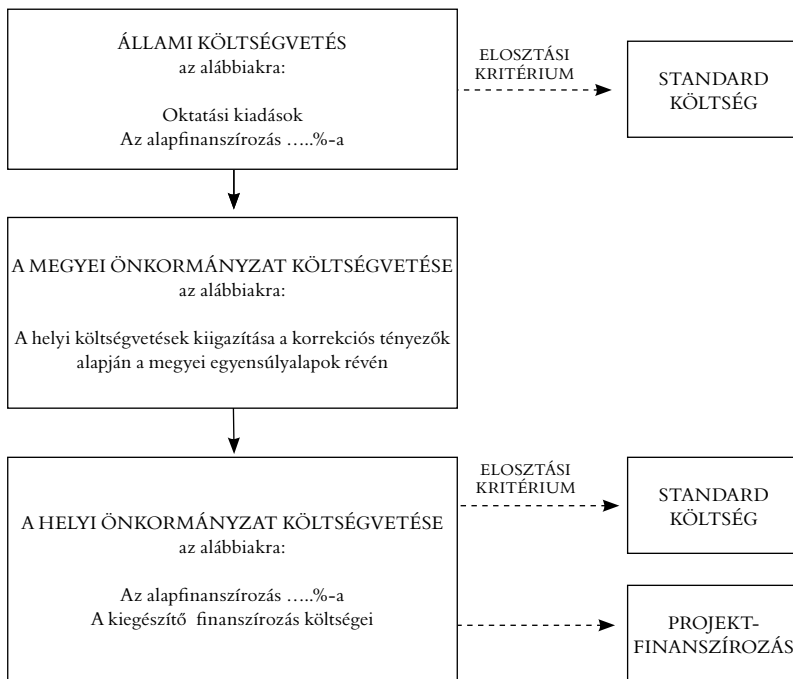 ÁLLAMI KÖLTSÉGVETÉS
az alábbiakra:
Oktatási kiadások
Az alapfinanszírozás …..%-a
ELOSZTÁSI
KRITÉRIUM
STANDARD
KÖLTSÉG
A MEGYEI ÖNKORMÁNYZAT KÖLTSÉGVETÉSE
az alábbiakra:
A helyi költségvetések kiigazítása a korrekciós tényezők
alapján a megyei egyensúlyalapok révén
A HELYI ÖNKORMÁNYZAT KÖLTSÉGVETÉSE
az alábbiakra:
Az alapfinanszírozás …..%-a
A kiegészítő finanszírozás költségei
ELOSZTÁSI
KRITÉRIUM
STANDARD
KÖLTSÉG
PROJEKT-
FINANSZÍROZÁS